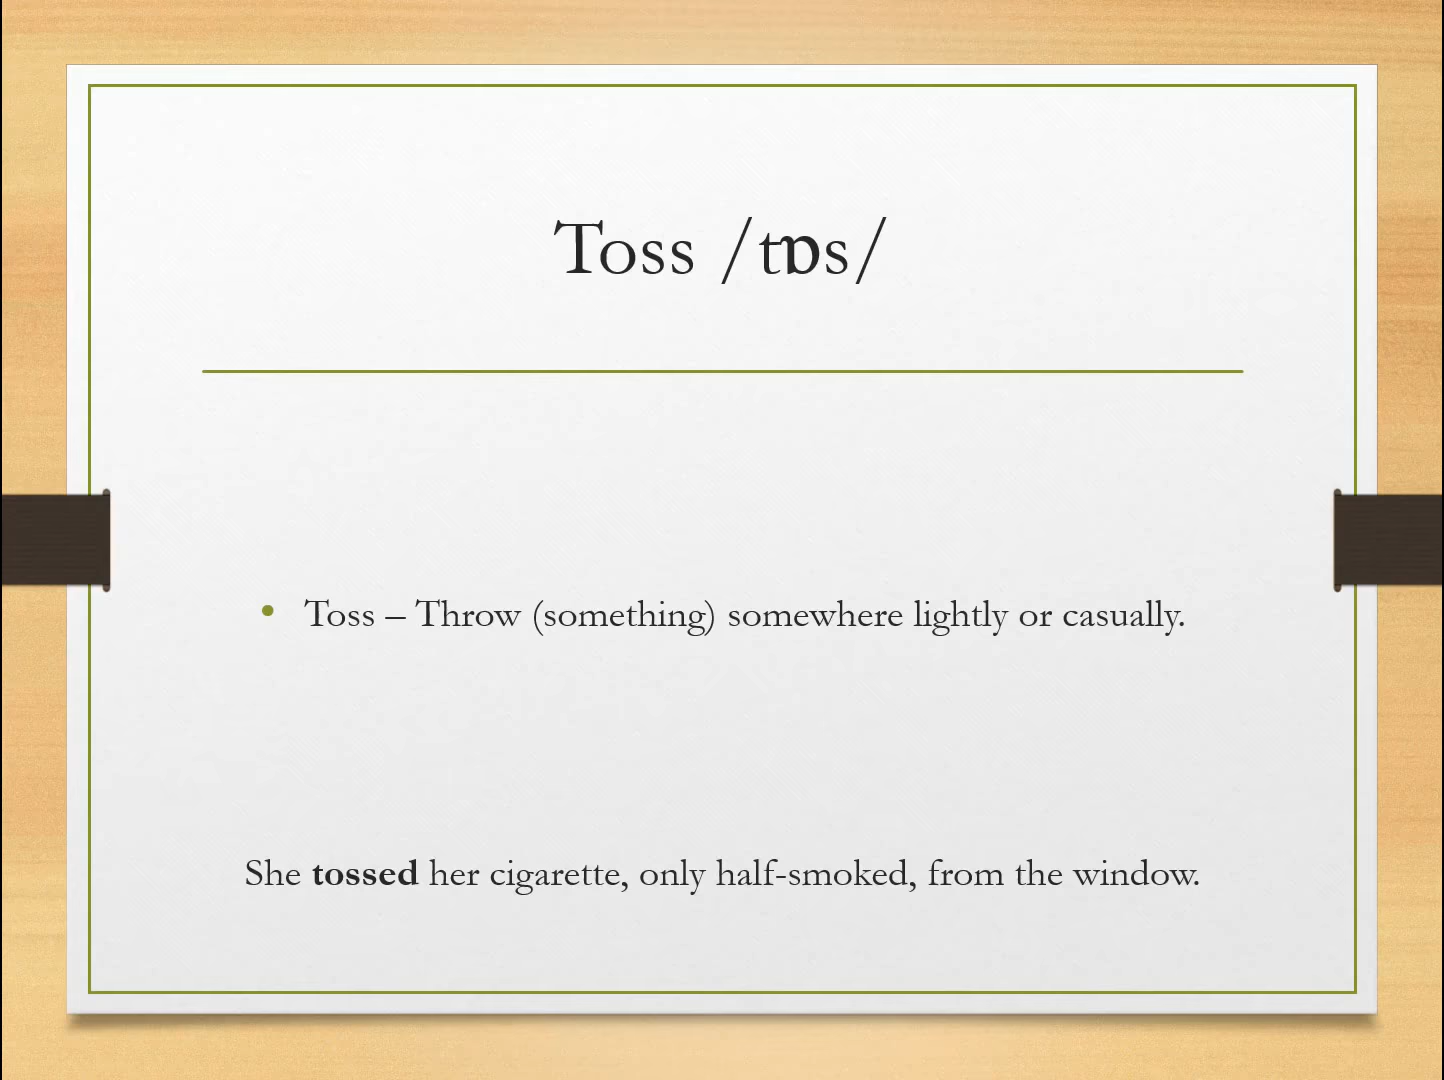 Toss /tɒs/
• Toss – Throw (something) somewhere lightly or casually.
She tossed her cigarette, only half-smoked, from the window.